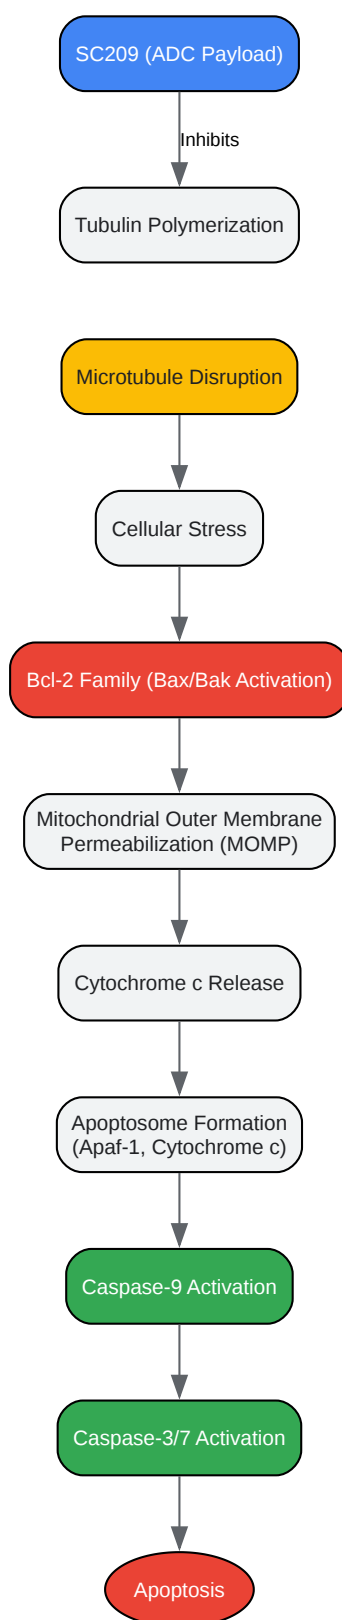 SC209 (ADC Payload)
Inhibits
Tubulin Polymerization
Microtubule Disruption
Cellular Stress
Bcl-2 Family (Bax/Bak Activation)
Mitochondrial Outer Membrane
Permeabilization (MOMP)
Cytochrome c Release
Apoptosome Formation
(Apaf-1, Cytochrome c)
Caspase-9 Activation
Caspase-3/7 Activation
Apoptosis